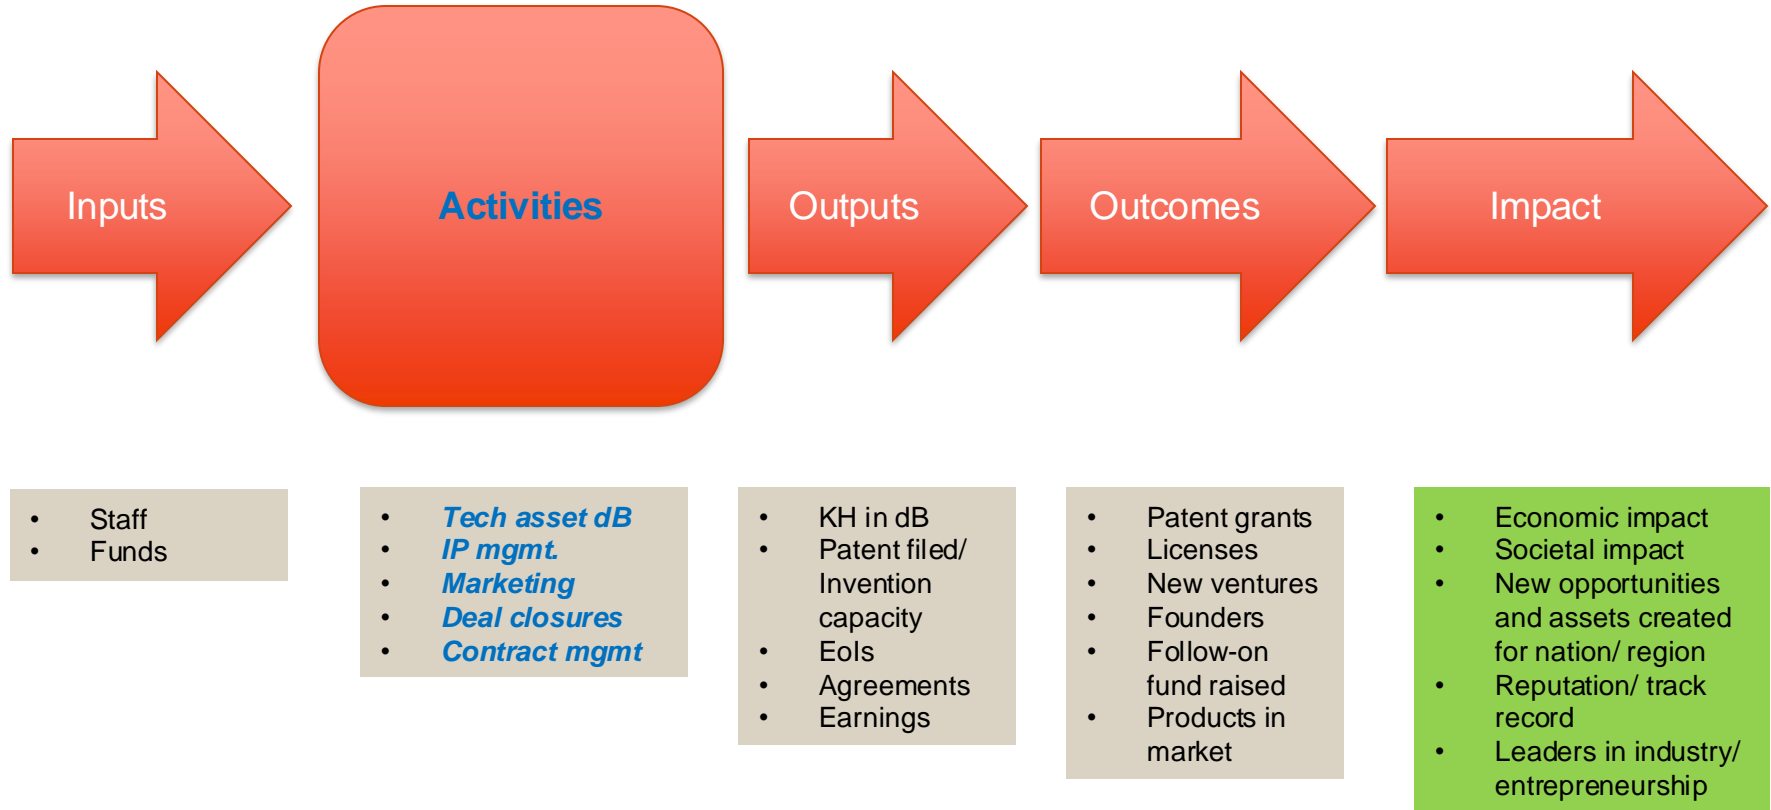 Inputs
Activities
Outputs
Outcomes
Impact
• Staff
• Funds
• Tech asset dB
• IP mgmt.
• Marketing
• Deal closures
• Contract mgmt
• KH in dB
• Patent filed/
Invention
capacity
• EoIs
• Agreements
• Earnings
• Patent grants
• Licenses
• New ventures
• Founders
• Follow-on
fund raised
• Products in
market
• Economic impact
• Societal impact
• New opportunities
and assets created
for nation/ region
• Reputation/ track
record
• Leaders in industry/
entrepreneurship